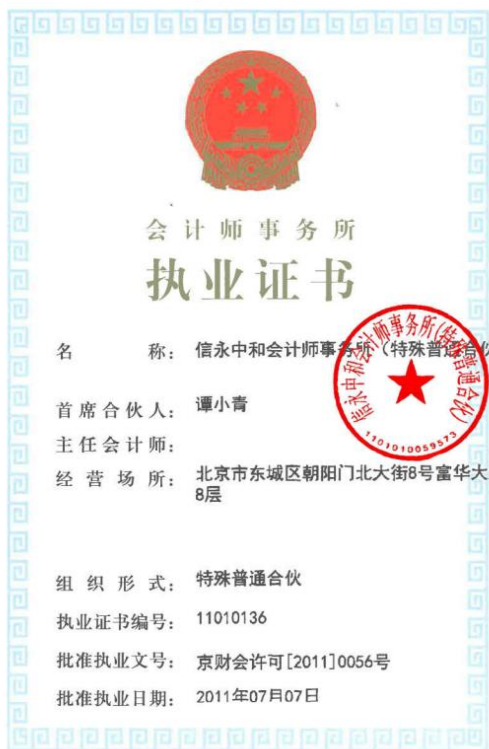 会计师事务所
执业证书
名 称： 信永中和会计师事务所（特殊普通合伙
首席合伙人： 谭小青
主任会计师：
经营场所： 北京市东城区朝阳门北大街8号富华大
8层
组织形式： 特殊普通合伙
执业证书编号： 11010136
批准执业文号： 京财会许可[2011]0056号
批准执业日期： 2011年07月07日
信永中和会计师事务所(特殊普通合伙)
1101010059573